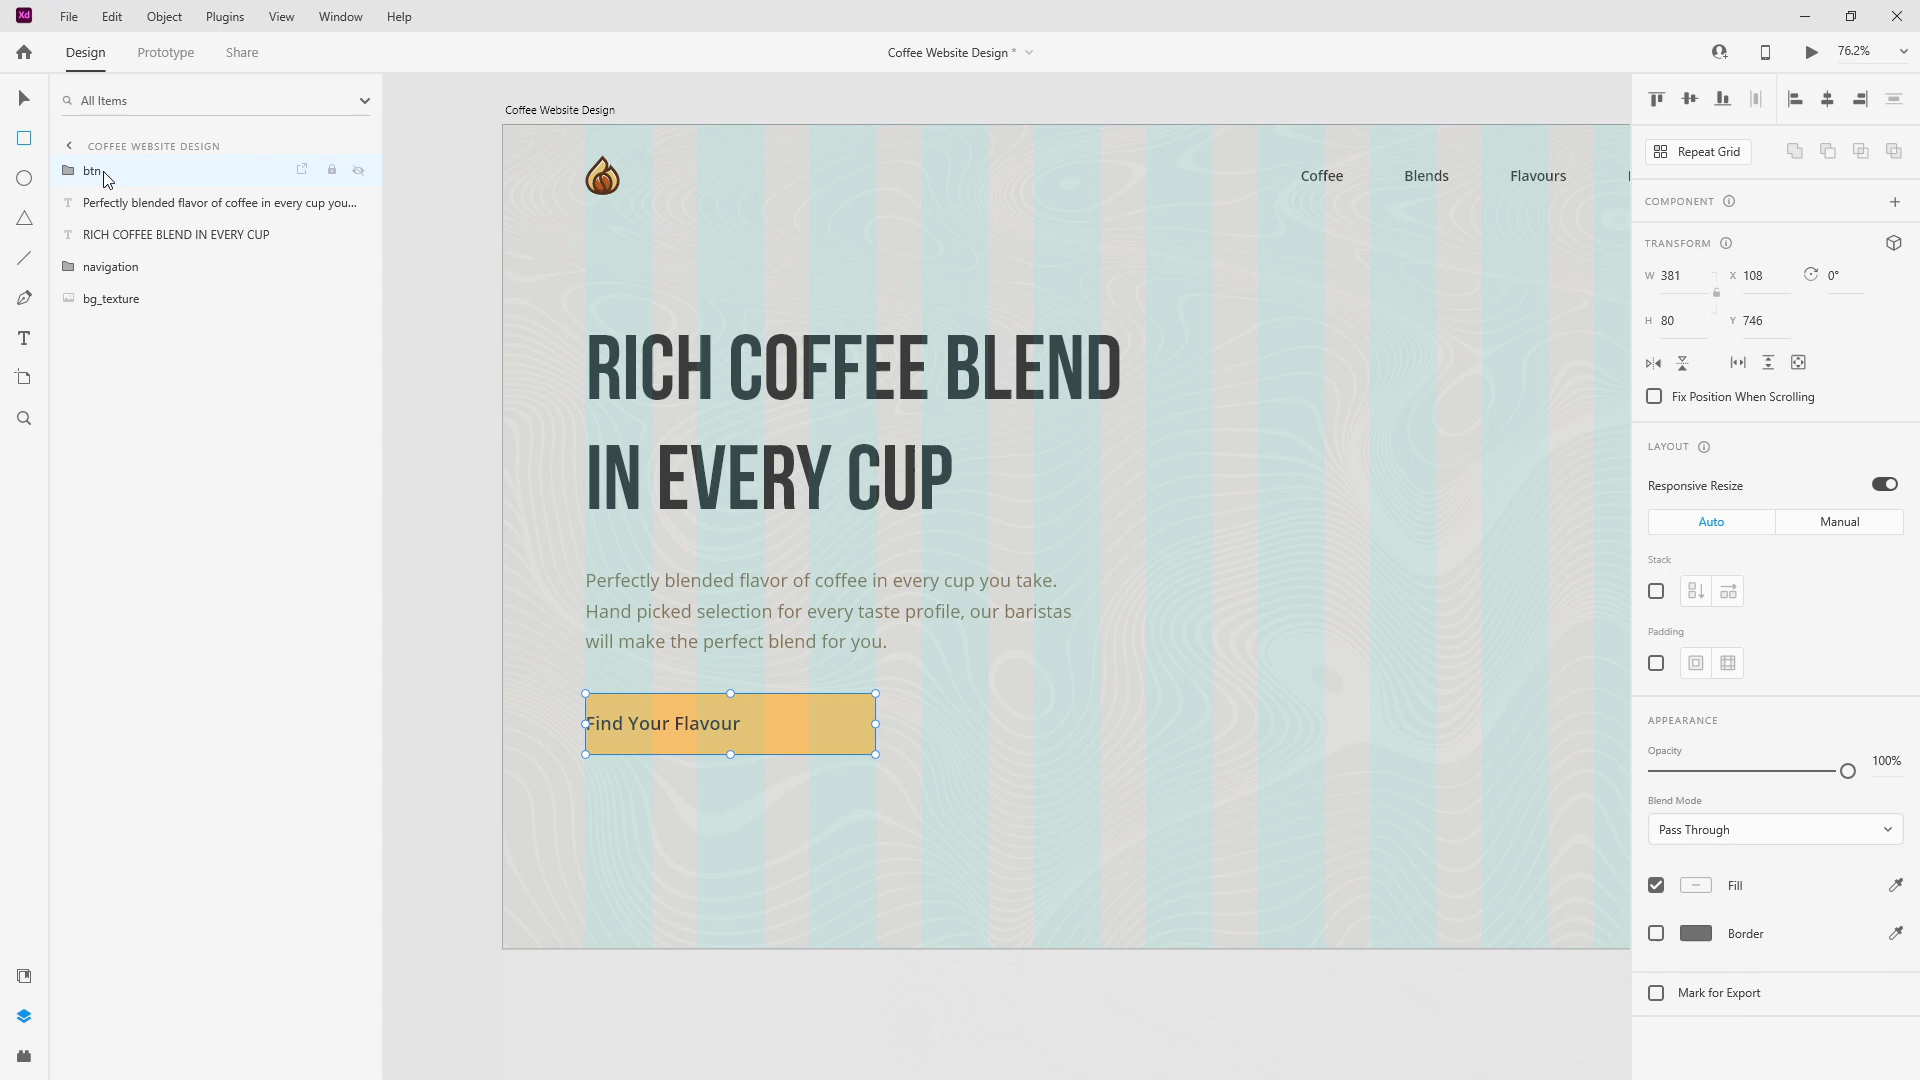 Xd File Edit Object Plugins View Window Help
Design Prototype Share Coffee Website Design * 76.2%
All Items
COFFEE WEBSITE DESIGN
btn
Perfectly blended flavor of coffee in every cup you...
RICH COFFEE BLEND IN EVERY CUP
navigation
bg_texture
Coffee Website Design
Coffee Blends Flavours
RICH COFFEE BLEND
IN EVERY CUP
Perfectly blended flavor of coffee in every cup you take.
Hand picked selection for every taste profile, our baristas
will make the perfect blend for you.
Find Your Flavour
Repeat Grid
COMPONENT
TRANSFORM
W 381 X 108 0°
H 80 Y 746
Fix Position When Scrolling
LAYOUT
Responsive Resize
Auto Manual
Stack
Padding
APPEARANCE
Opacity
100%
Blend Mode
Pass Through
Fill
Border
Mark for Export